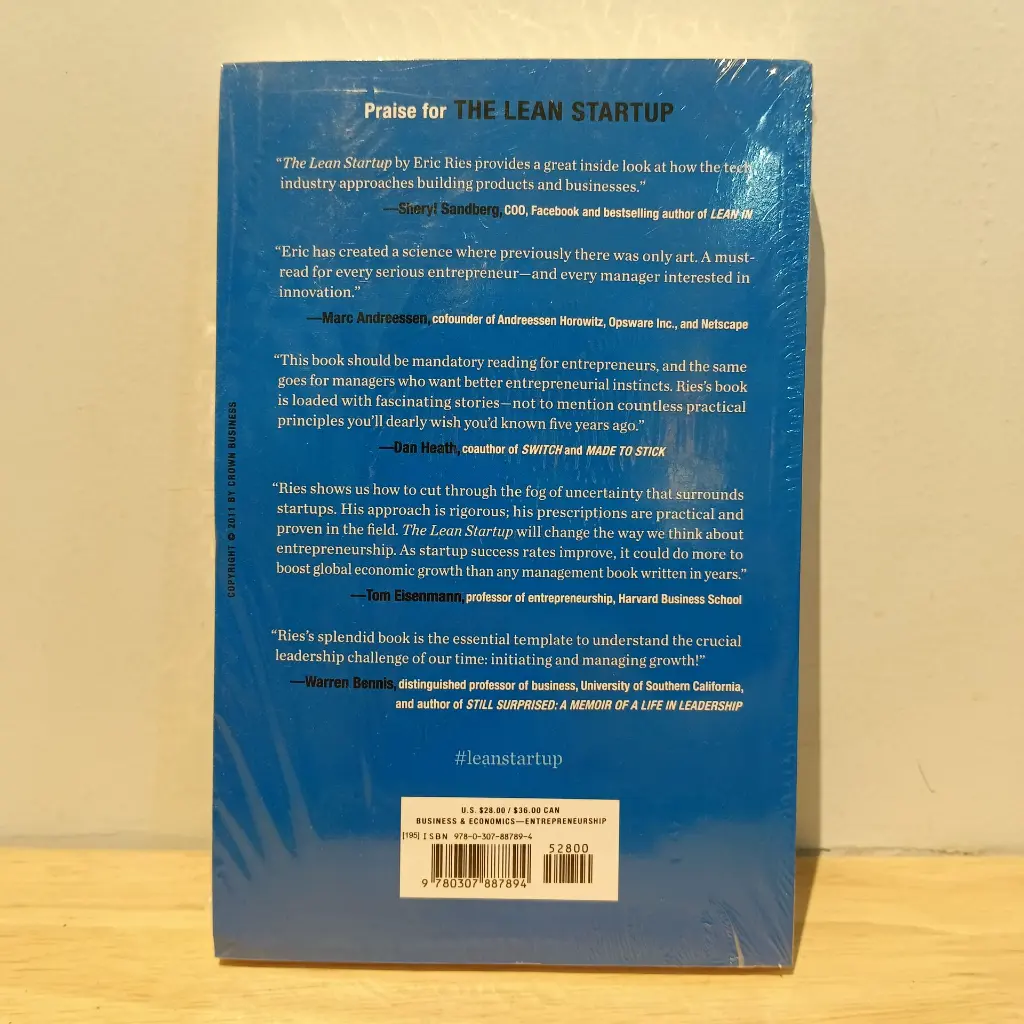 Praise for THE LEAN STARTUP
“The Lean Startup by Eric Ries provides a great inside look at how the tech
industry approaches building products and businesses.”
—Sheryl Sandberg, COO, Facebook and bestselling author of LEAN IN
“Eric has created a science where previously there was only art. A must-
read for every serious entrepreneur—and every manager interested in
innovation.”
—Marc Andreessen, cofounder of Andreessen Horowitz, Opsware Inc., and Netscape
“This book should be mandatory reading for entrepreneurs, and the same
goes for managers who want better entrepreneurial instincts. Ries’s book
is loaded with fascinating stories—not to mention countless practical
principles you’ll dearly wish you’d known five years ago.”
—Dan Heath, coauthor of SWITCH and MADE TO STICK
“Ries shows us how to cut through the fog of uncertainty that surrounds
startups. His approach is rigorous; his prescriptions are practical and
proven in the field. The Lean Startup will change the way we think about
entrepreneurship. As startup success rates improve, it could do more to
boost global economic growth than any management book written in years.”
—Tom Eisenmann, professor of entrepreneurship, Harvard Business School
“Ries’s splendid book is the essential template to understand the crucial
leadership challenge of our time: initiating and managing growth!”
—Warren Bennis, distinguished professor of business, University of Southern California,
and author of STILL SURPRISED: A MEMOIR OF A LIFE IN LEADERSHIP
#leanstartup
COPYRIGHT © 2011 BY CROWN BUSINESS
U.S. $28.00 / $36.00 CAN
BUSINESS & ECONOMICS—ENTREPRENEURSHIP
[195] ISBN 978-0-307-88789-4
52800
9 780307 887894